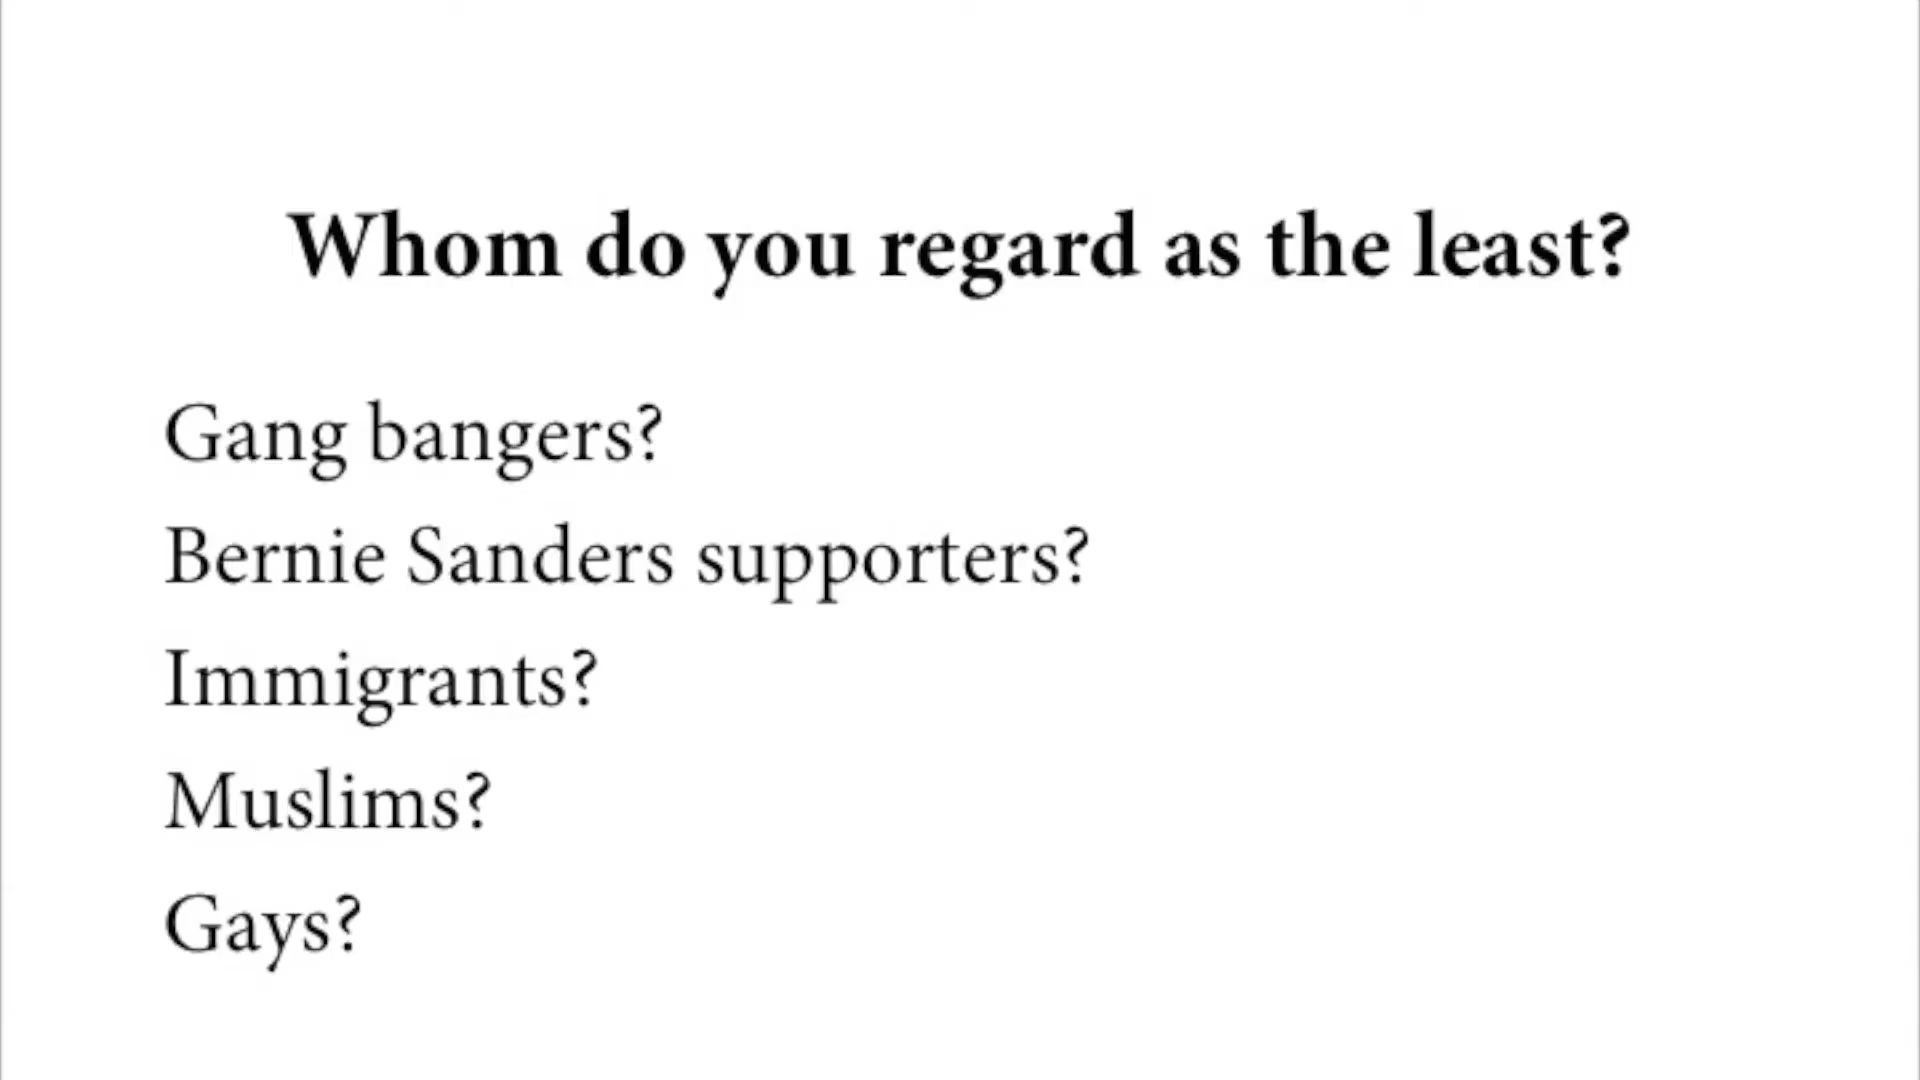 Whom do you regard as the least?
Gang bangers?
Bernie Sanders supporters?
Immigrants?
Muslims?
Gays?